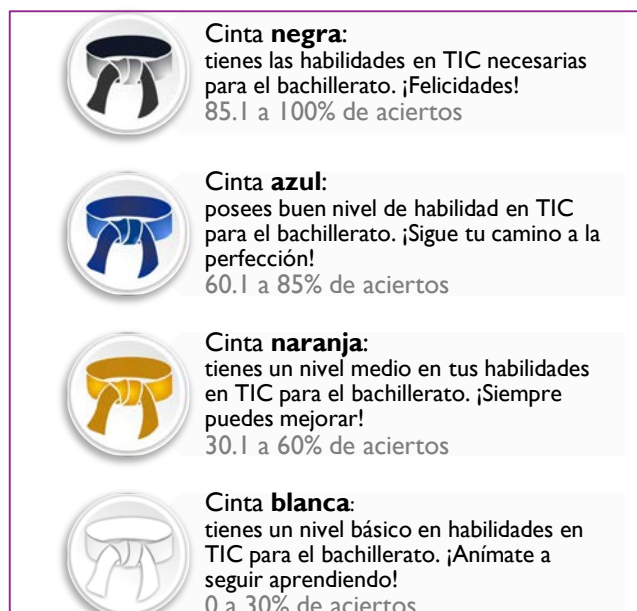 Cinta negra:
tienes las habilidades en TIC necesarias
para el bachillerato. ¡Felicidades!
85.1 a 100% de aciertos
Cinta azul:
posees buen nivel de habilidad en TIC
para el bachillerato. ¡Sigue tu camino a la
perfección!
60.1 a 85% de aciertos
Cinta naranja:
tienes un nivel medio en tus habilidades
en TIC para el bachillerato. ¡Siempre
puedes mejorar!
30.1 a 60% de aciertos
Cinta blanca:
tienes un nivel básico en habilidades en
TIC para el bachillerato. ¡Anímate a
seguir aprendiendo!
0 a 30% de aciertos